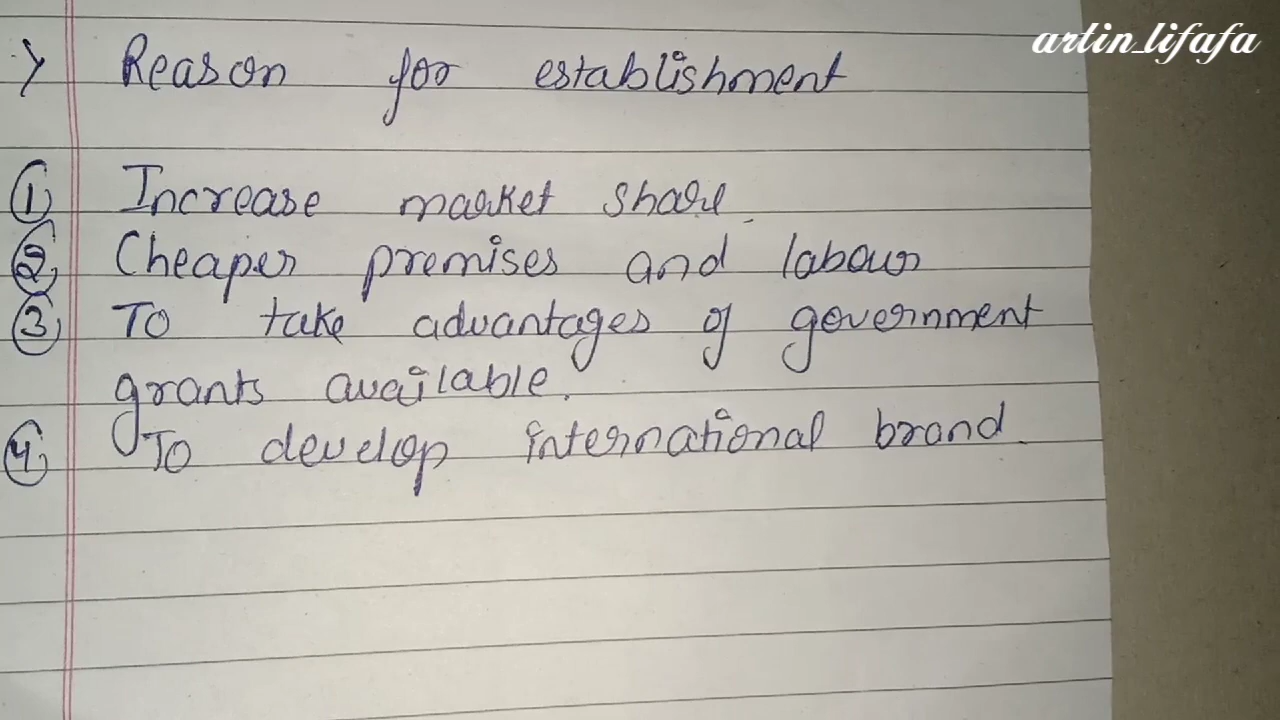 artin_lifafa
> Reason for establishment
① Increase market share.
② Cheaper premises and labour
③ To take advantages of government
grants available.
④ To develop international brand.